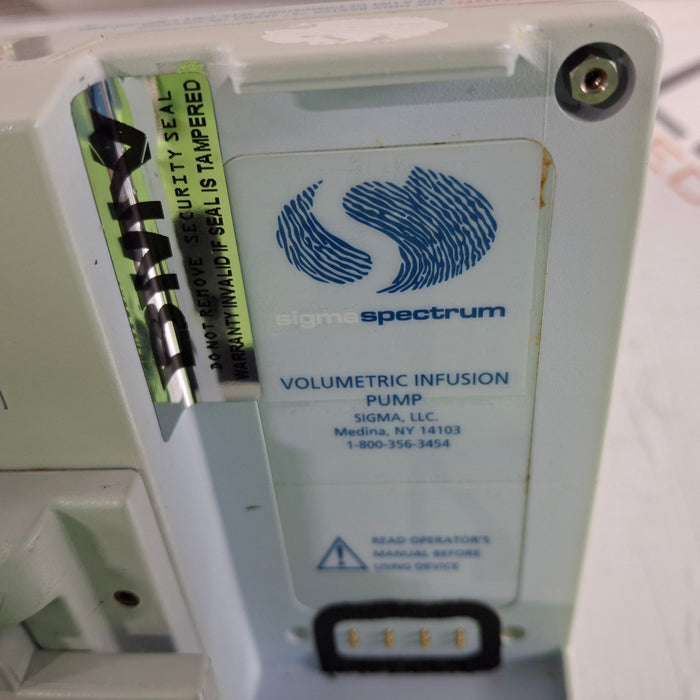 BMV
DO NOT REMOVE SECURITY SEAL
WARRANTY INVALID IF SEAL IS TAMPERED
sigmaspectrum
VOLUMETRIC INFUSION
PUMP
SIGMA, LLC.
Medina, NY 14103
1-800-356-3454
READ OPERATOR'S
MANUAL BEFORE
USING DEVICE